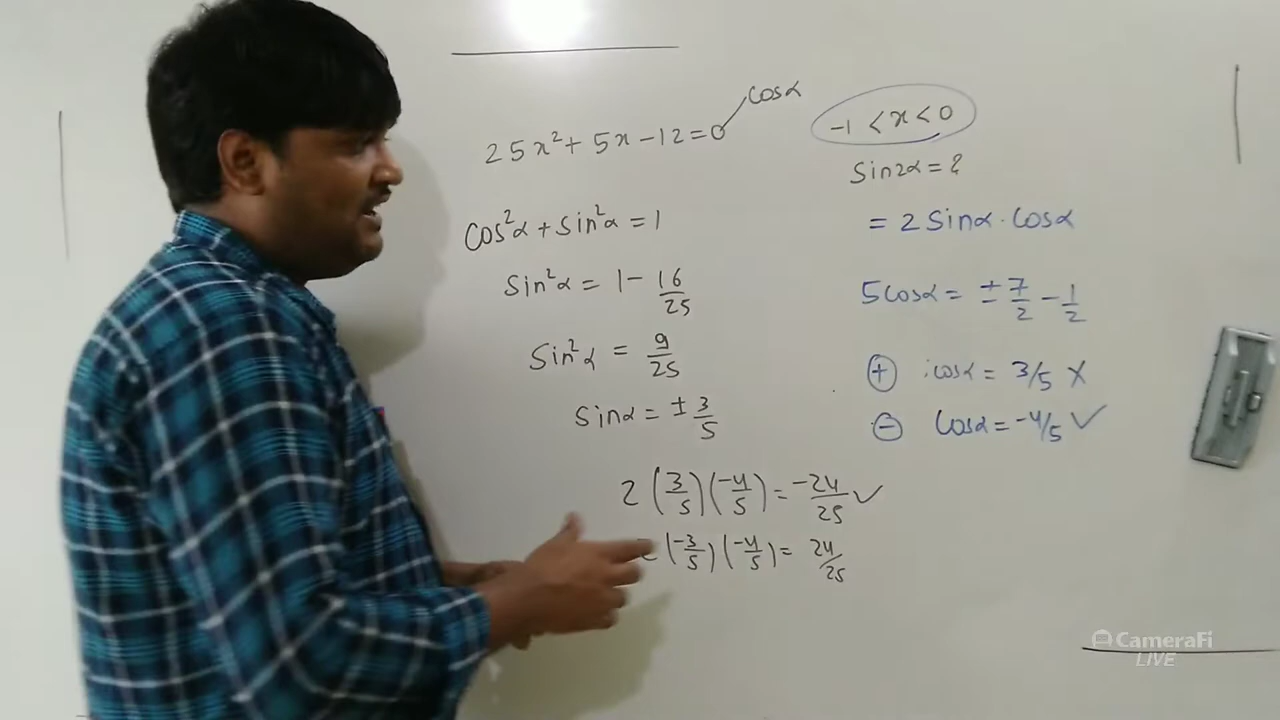 25x² + 5x - 12 = 0 cosα
-1 < x < 0
sin2α = ?
cos²α + sin²α = 1
= 2 sinα · cosα
sin²α = 1 - 16/25
5cosα = ± 7/2 - 1/2
sin²α = 9/25
⊕ cosα = 3/5 ✗
sinα = ± 3/5
⊖ cosα = -4/5 ✓
2 (3/5)(-4/5) = -24/25 ✓
(-3/5)(-4/5) = 24/25
CameraFi
LIVE